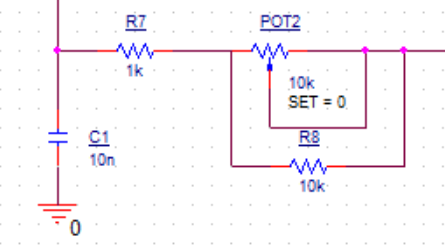 R7
1k
POT2
10k
SET = 0
C1
10n
R8
10k
0